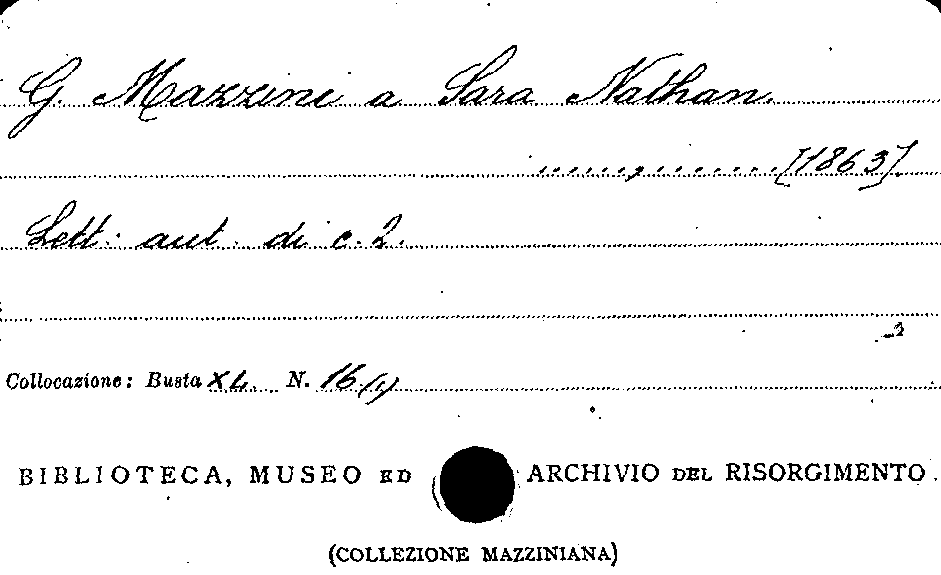 G. Mazzini a Sara Nathan.
........., ........ [1863].
Lett. aut. di c. 2.
Collocazione: Busta XL. N. 16 (1)
BIBLIOTECA, MUSEO ED ARCHIVIO DEL RISORGIMENTO
(COLLEZIONE MAZZINIANA)